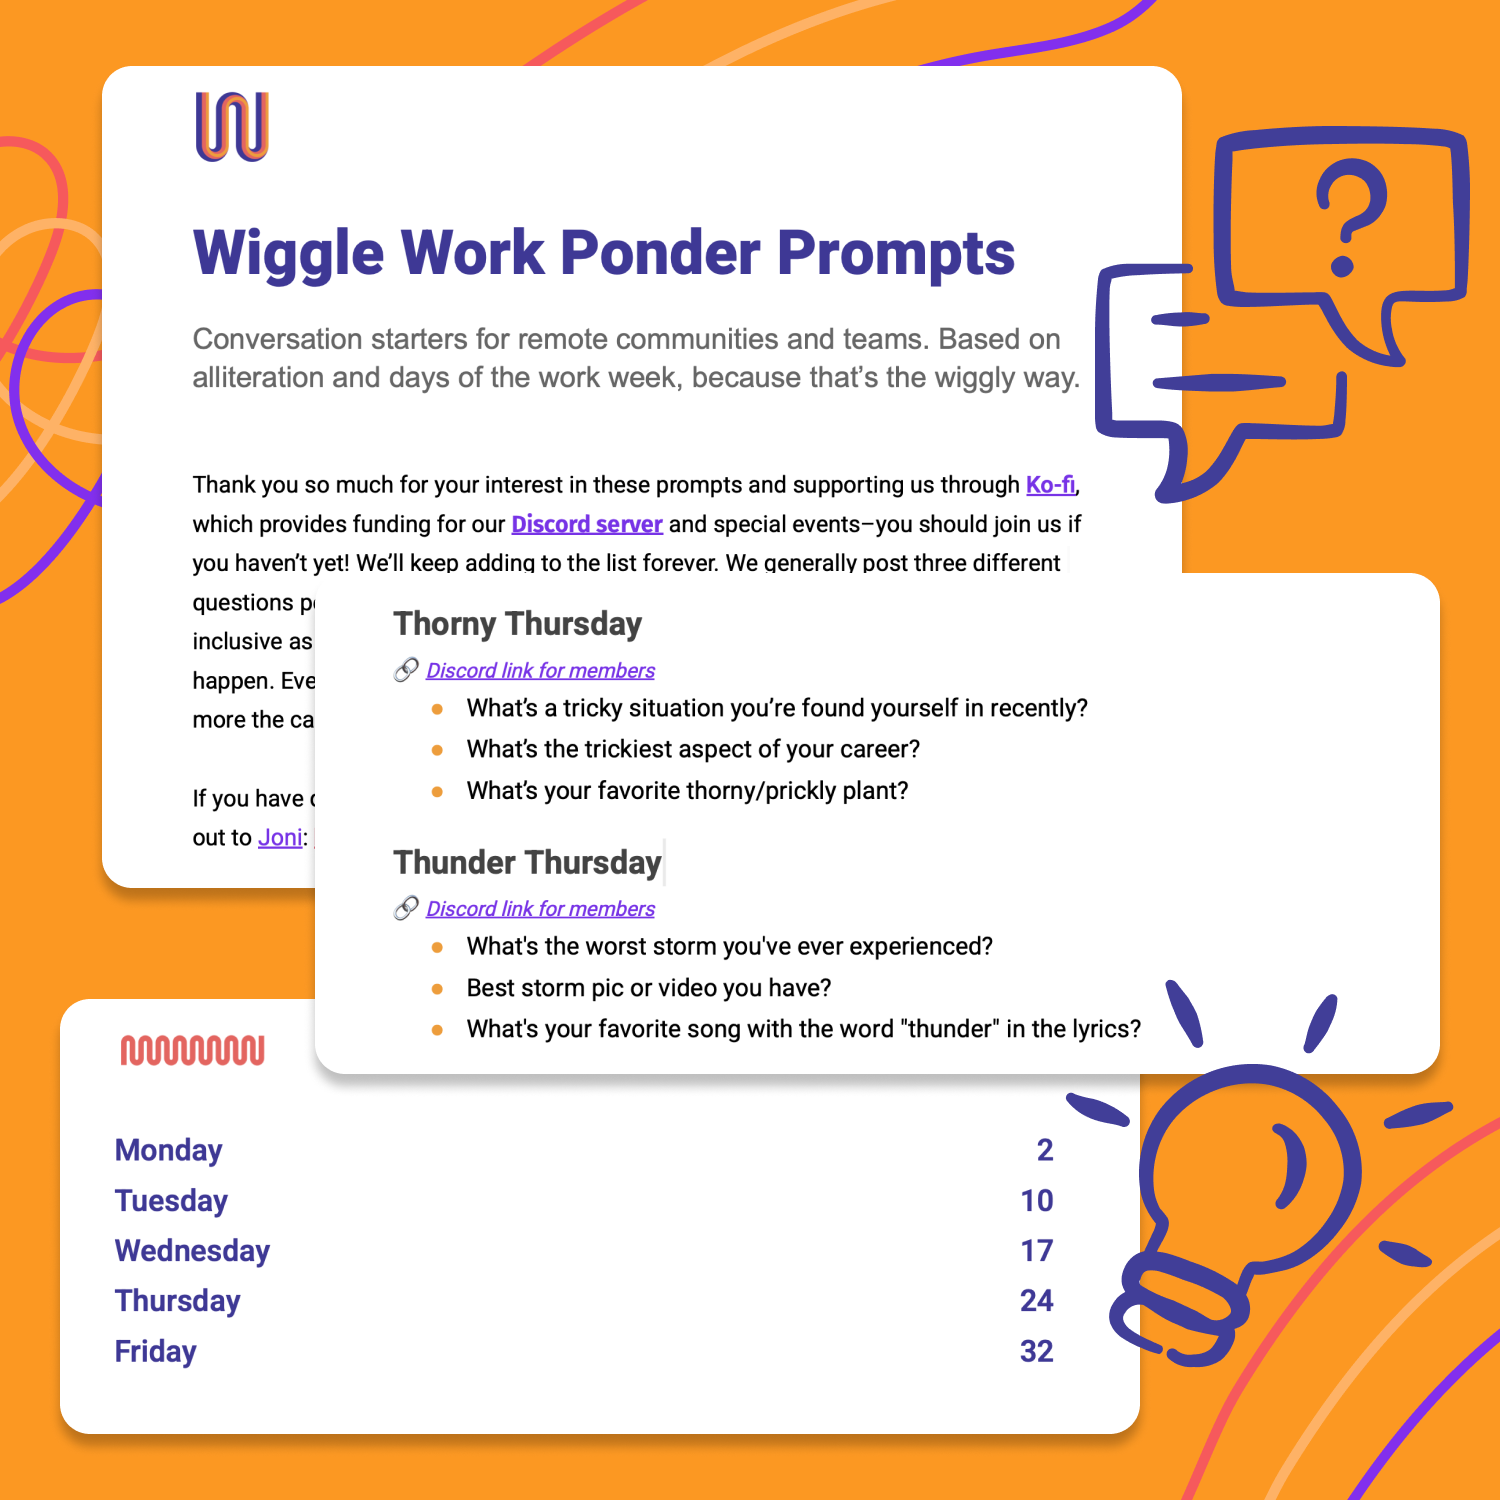 Wiggle Work Ponder Prompts
Conversation starters for remote communities and teams. Based on
alliteration and days of the work week, because that’s the wiggly way.
Thank you so much for your interest in these prompts and supporting us through Ko-fi,
which provides funding for our Discord server and special events–you should join us if
you haven’t yet! We’ll keep adding to the list forever. We generally post three different
questions
inclusive as
happen. Eve
more the ca
If you have
out to Joni:
Thorny Thursday
Discord link for members
What’s a tricky situation you’re found yourself in recently?
What’s the trickiest aspect of your career?
What’s your favorite thorny/prickly plant?
Thunder Thursday
Discord link for members
What's the worst storm you've ever experienced?
Best storm pic or video you have?
What's your favorite song with the word "thunder" in the lyrics?
Monday 2
Tuesday 10
Wednesday 17
Thursday 24
Friday 32